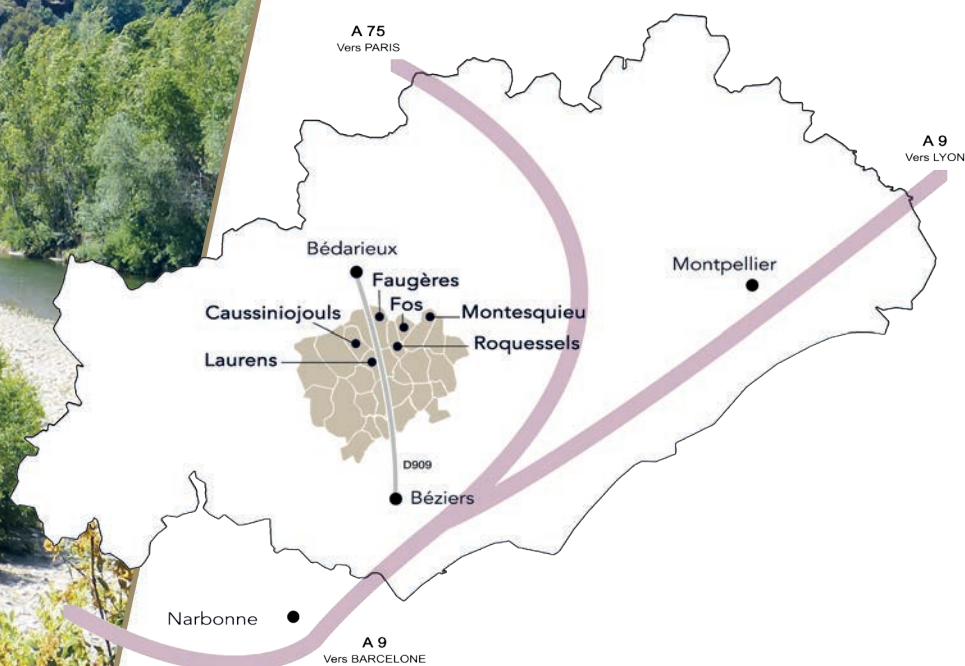 A 75
Vers PARIS
A 9
Vers LYON
Bédarieux
Montpellier
Faugères
Fos
Caussiniojouls
Montesquieu
Roquessels
Laurens
D909
Béziers
Narbonne
A 9
Vers BARCELONE